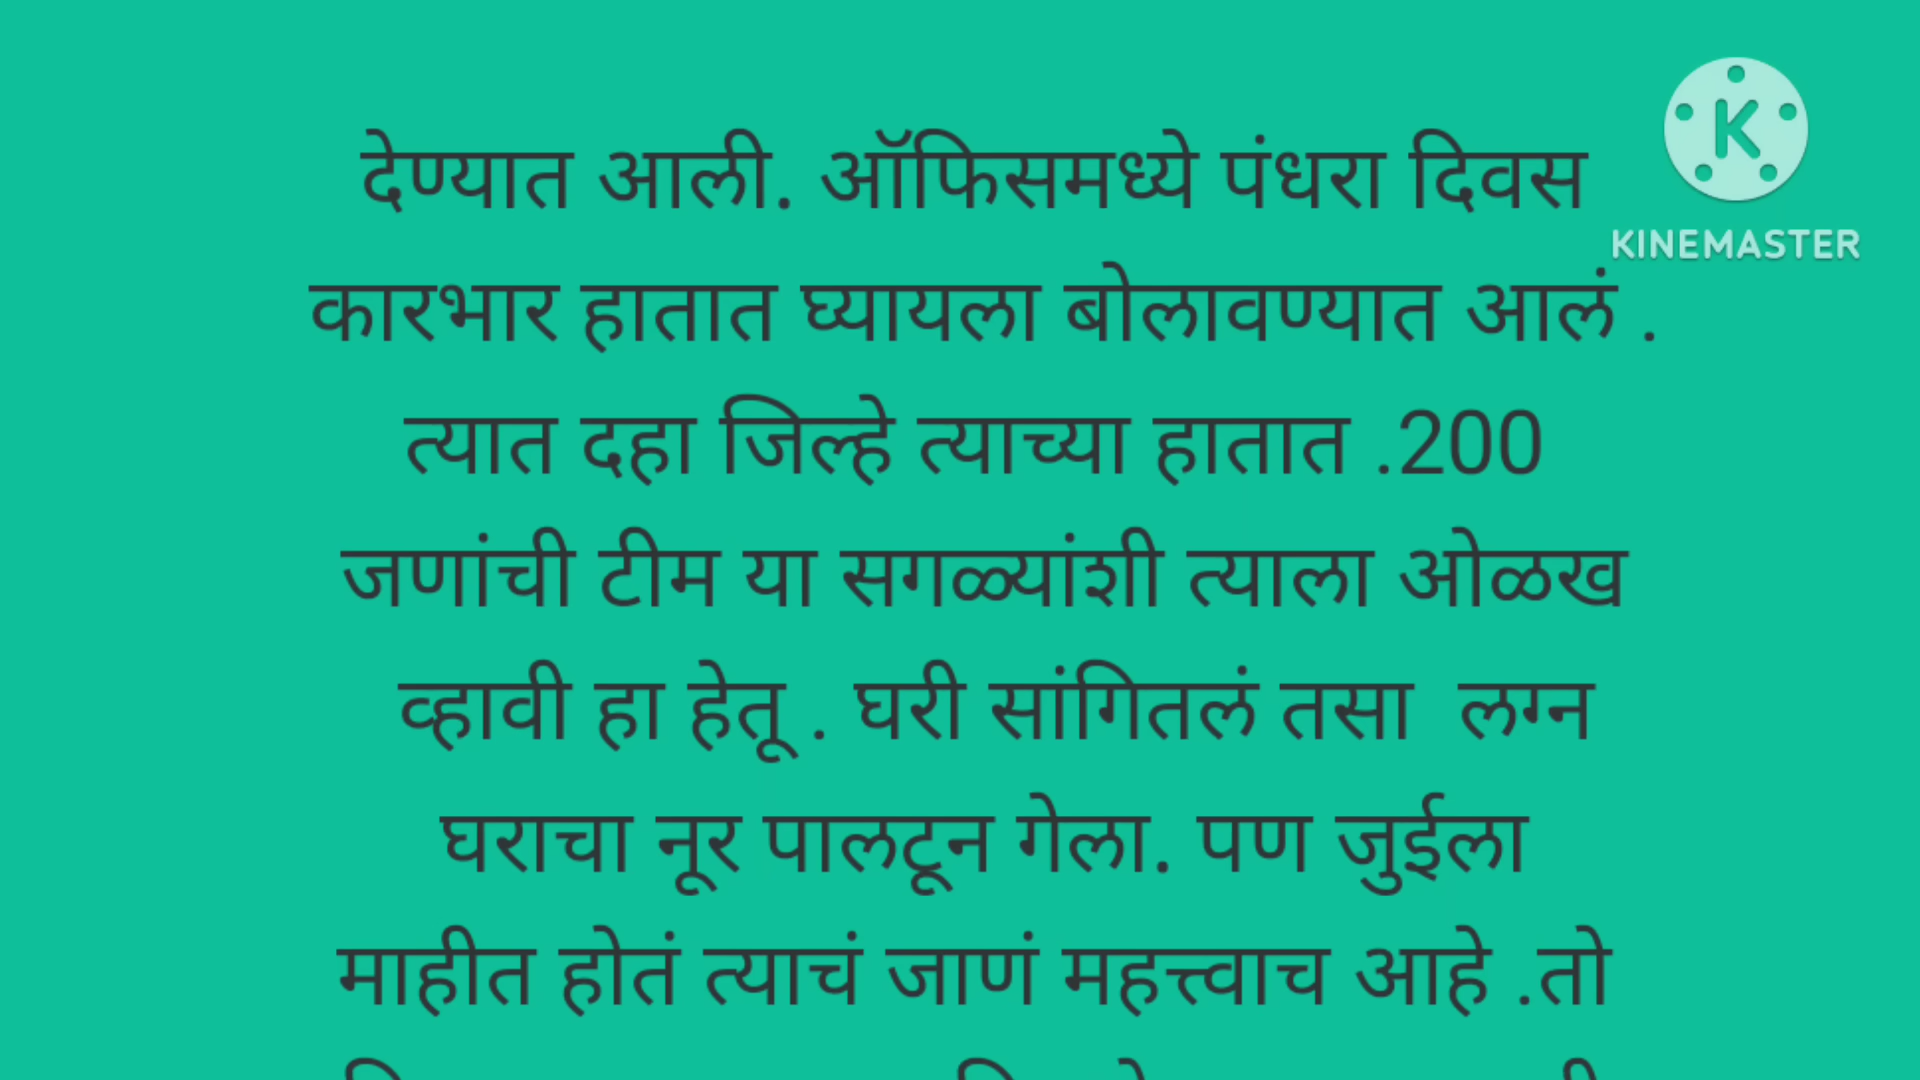 देण्यात आली. ऑफिसमध्ये पंधरा दिवस
कारभार हातात घ्यायला बोलावण्यात आलं .
त्यात दहा जिल्हे त्याच्या हातात .200
जणांची टीम या सगळ्यांशी त्याला ओळख
व्हावी हा हेतू . घरी सांगितलं तसा  लग्न
घराचा नूर पालटून गेला. पण जुईला
माहीत होतं त्याचं जाणं महत्त्वाच आहे .तो
KINEMASTER